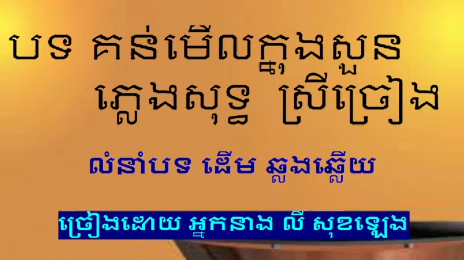 បទ គន់មើលក្នុងសួន
ភ្លេងសុទ្ធ ស្រីច្រៀង
លំនាំបទ ដើម ឆ្លងឆ្លើយ
ច្រៀងដោយ អ្នកនាង លី សុខឡេង